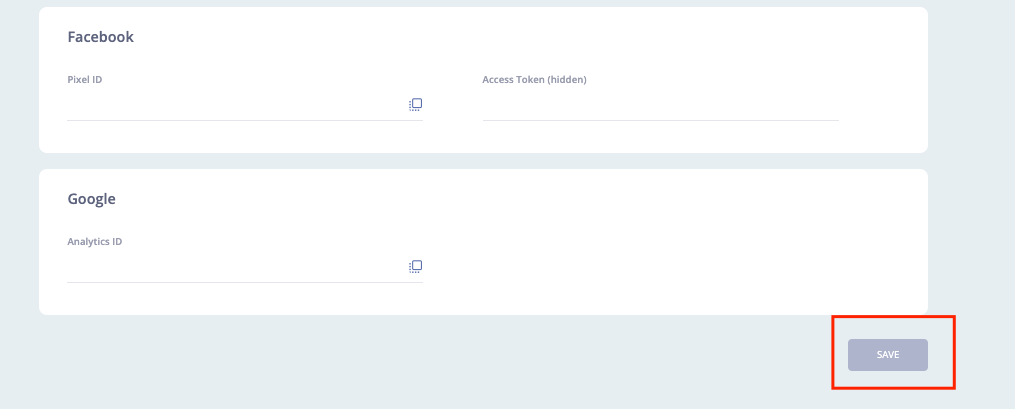 Facebook
Pixel ID
Access Token (hidden)
Google
Analytics ID
SAVE